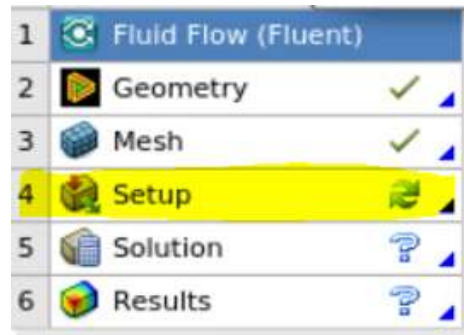 1 Fluid Flow (Fluent)
2 Geometry
3 Mesh
4 Setup
5 Solution
6 Results